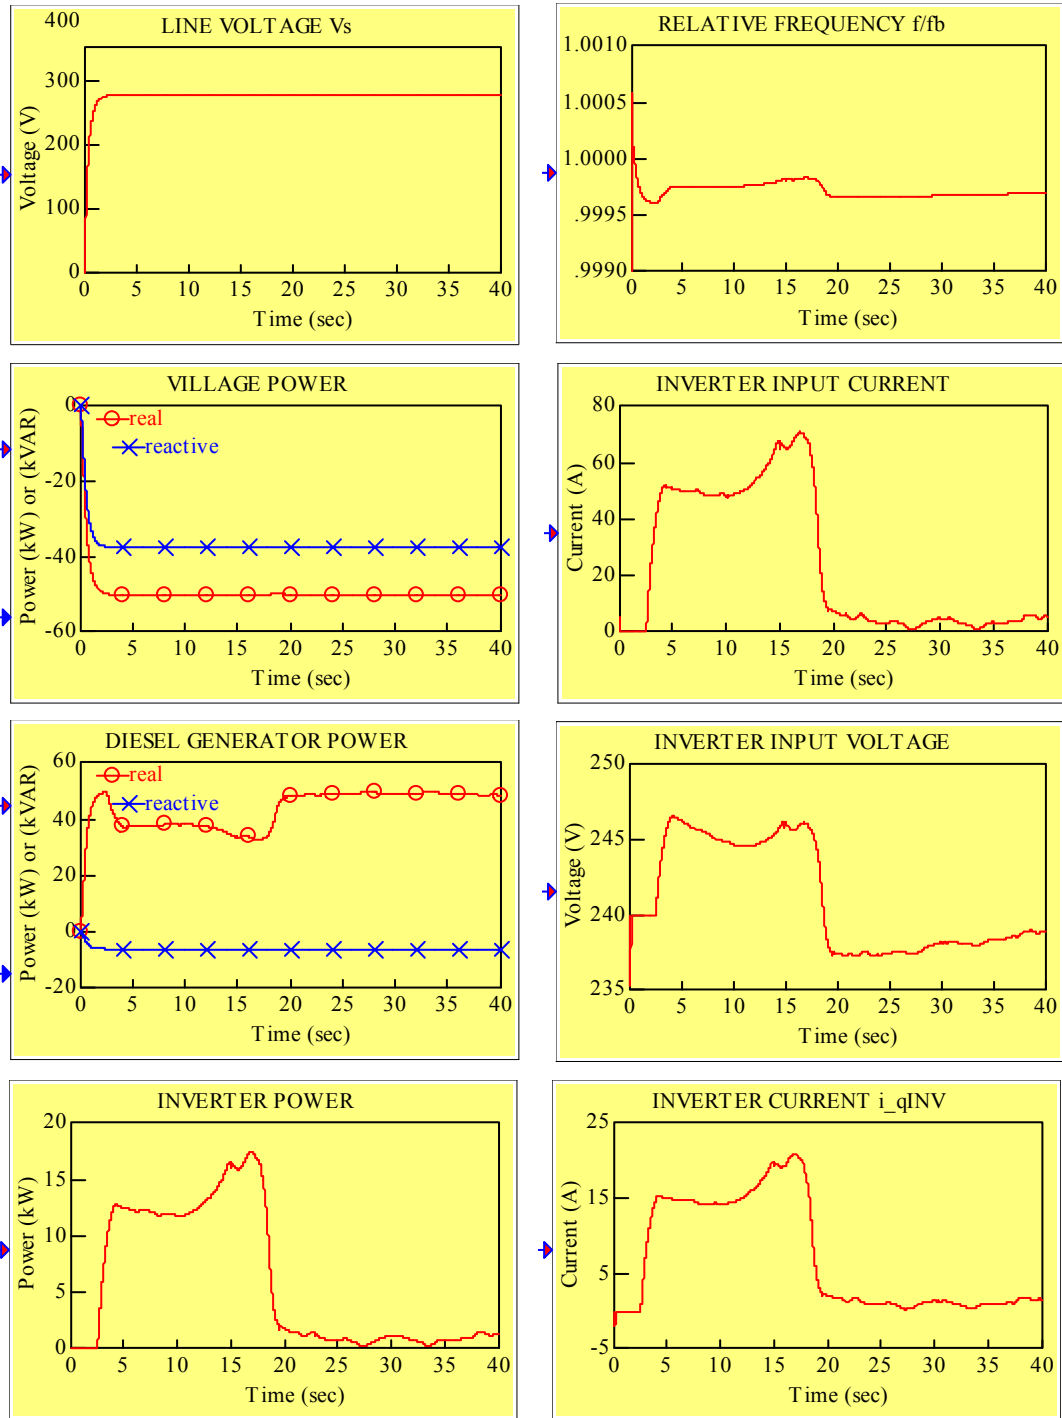 LINE VOLTAGE Vs
400
300
200
100
0
Voltage (V)
0 5 10 15 20 25 30 35 40
Time (sec)
RELATIVE FREQUENCY f/fb
1.0010
1.0005
1.0000
.9995
.9990
0 5 10 15 20 25 30 35 40
Time (sec)
VILLAGE POWER
0
-20
-40
-60
Power (kW) or (kVAR)
real
reactive
0 5 10 15 20 25 30 35 40
Time (sec)
INVERTER INPUT CURRENT
80
60
40
20
0
Current (A)
0 5 10 15 20 25 30 35 40
Time (sec)
DIESEL GENERATOR POWER
60
40
20
0
-20
Power (kW) or (kVAR)
real
reactive
0 5 10 15 20 25 30 35 40
Time (sec)
INVERTER INPUT VOLTAGE
250
245
240
235
Voltage (V)
0 5 10 15 20 25 30 35 40
Time (sec)
INVERTER POWER
20
15
10
5
0
Power (kW)
0 5 10 15 20 25 30 35 40
Time (sec)
INVERTER CURRENT i_qINV
25
15
5
-5
Current (A)
0 5 10 15 20 25 30 35 40
Time (sec)